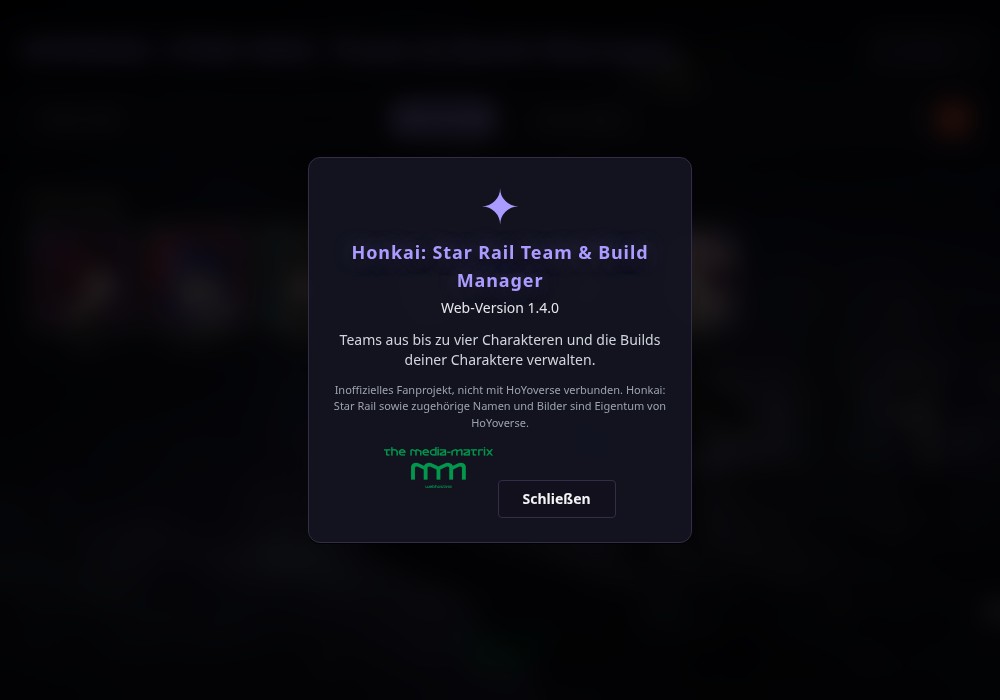 Honkai: Star Rail Team & Build
Manager
Web-Version 1.4.0
Teams aus bis zu vier Charakteren und die Builds
deiner Charaktere verwalten.
Inoffizielles Fanprojekt, nicht mit HoYoverse verbunden. Honkai:
Star Rail sowie zugehörige Namen und Bilder sind Eigentum von
HoYoverse.
the media-matrix
Schließen